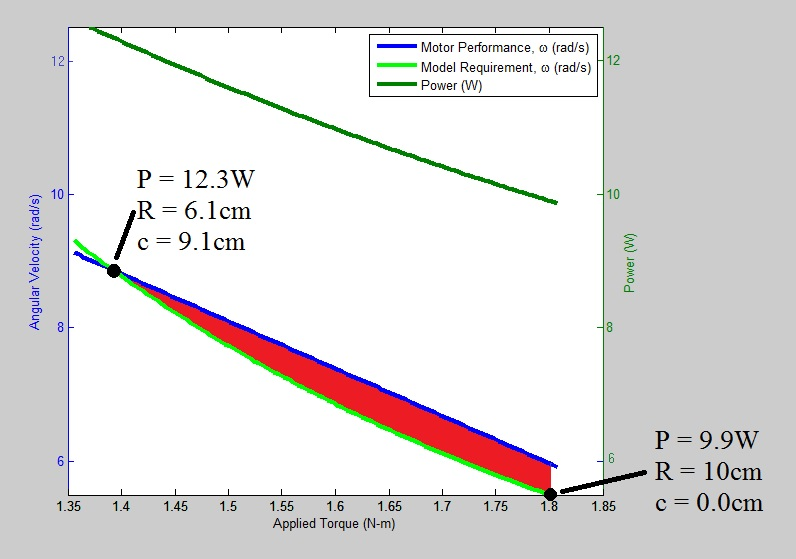 Motor Performance, ω (rad/s)
Model Requirement, ω (rad/s)
Power (W)
12
10
8
6
Angular Velocity (rad/s)
12
10
8
6
Power (W)
P = 12.3W
R = 6.1cm
c = 9.1cm
P = 9.9W
R = 10cm
c = 0.0cm
1.35 1.4 1.45 1.5 1.55 1.6 1.65 1.7 1.75 1.8 1.85
Applied Torque (N-m)